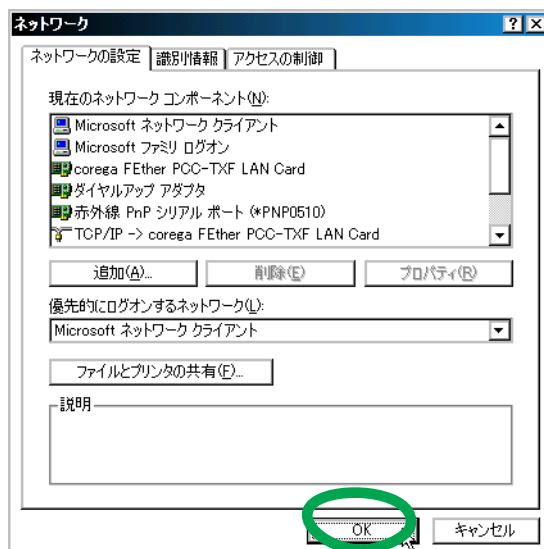 ネットワーク
ネットワークの設定 識別情報 アクセスの制御
現在のネットワーク コンポーネント(N):
Microsoft ネットワーク クライアント
Microsoft ファミリ ログオン
corega FEther PCC-TXF LAN Card
ダイヤルアップ アダプタ
赤外線 PnP シリアル ポート (*PNP0510)
TCP/IP -> corega FEther PCC-TXF LAN Card
追加(A)... 削除(E) プロパティ(R)
優先的にログオンするネットワーク(L):
Microsoft ネットワーク クライアント
ファイルとプリンタの共有(F)...
説明
OK キャンセル